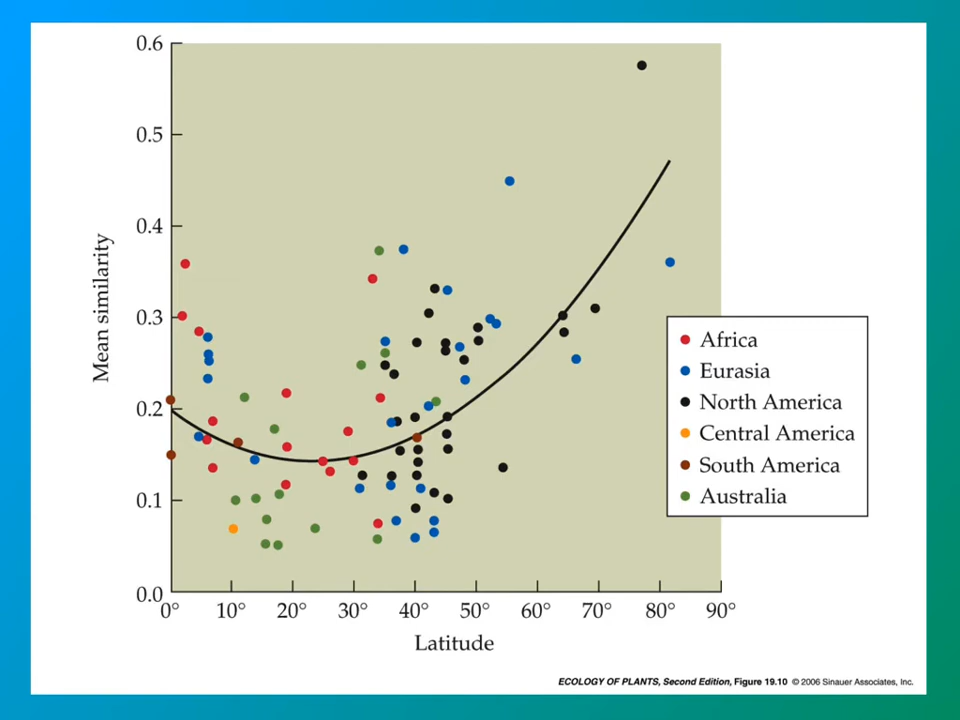 0.6
0.5
0.4
0.3
0.2
0.1
0.0
Mean similarity
0° 10° 20° 30° 40° 50° 60° 70° 80° 90°
Latitude
Africa
Eurasia
North America
Central America
South America
Australia
ECOLOGY OF PLANTS, Second Edition, Figure 19.10 © 2006 Sinauer Associates, Inc.